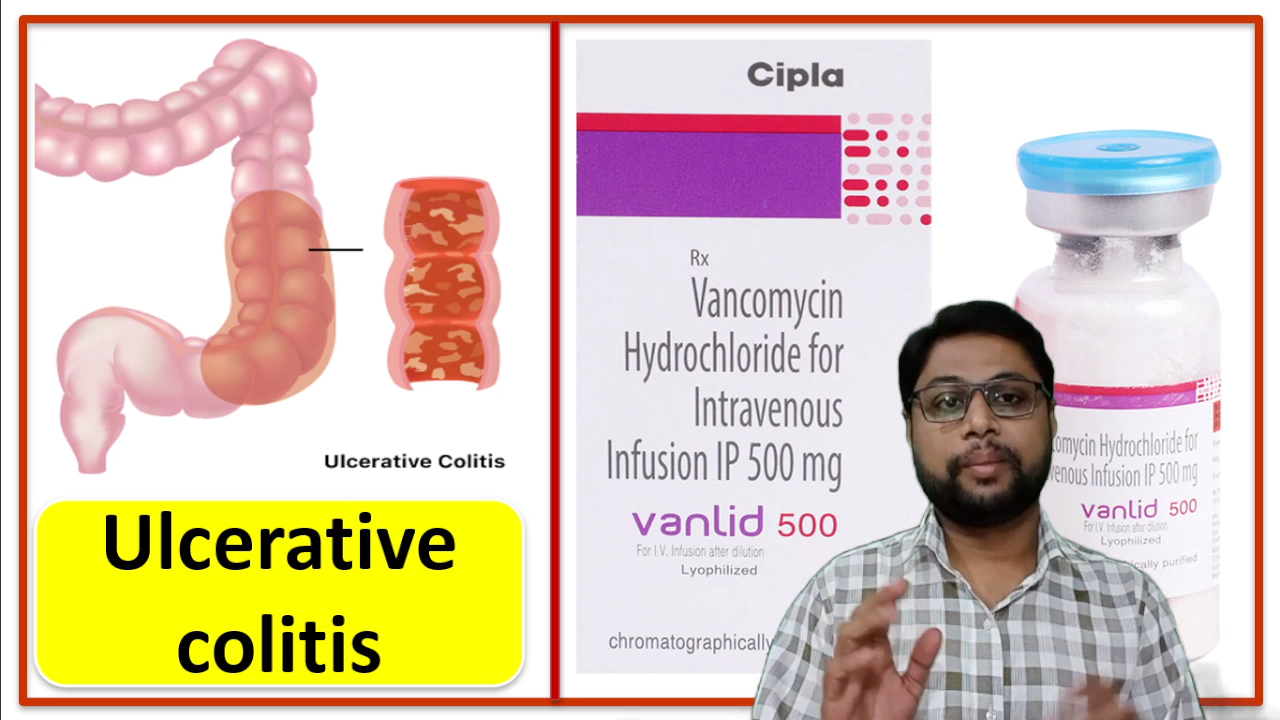 Ulcerative Colitis
Ulcerative
colitis
Cipla
Rx
Vancomycin
Hydrochloride for
Intravenous
Infusion IP 500 mg
vanlid 500
For I.V. Infusion after dilution
Lyophilized
chromatographically
comycin Hydrochloride for
venous Infusion IP 500 mg
vanlid 500
For I.V. Infusion after dilution
Lyophilized
ically purified